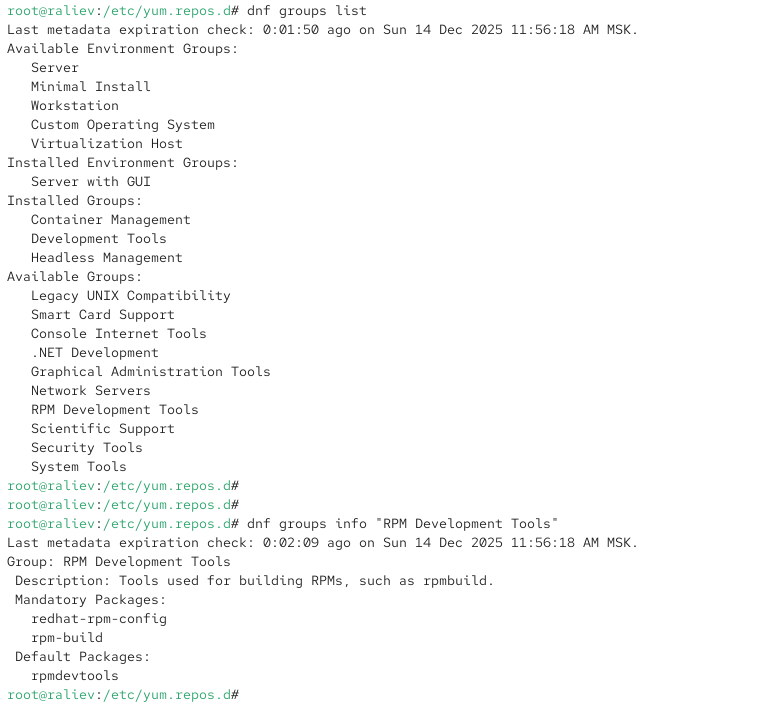 root@raliev:/etc/yum.repos.d# dnf groups list
Last metadata expiration check: 0:01:50 ago on Sun 14 Dec 2025 11:56:18 AM MSK.
Available Environment Groups:
   Server
   Minimal Install
   Workstation
   Custom Operating System
   Virtualization Host
Installed Environment Groups:
   Server with GUI
Installed Groups:
   Container Management
   Development Tools
   Headless Management
Available Groups:
   Legacy UNIX Compatibility
   Smart Card Support
   Console Internet Tools
   .NET Development
   Graphical Administration Tools
   Network Servers
   RPM Development Tools
   Scientific Support
   Security Tools
   System Tools
root@raliev:/etc/yum.repos.d#
root@raliev:/etc/yum.repos.d#
root@raliev:/etc/yum.repos.d# dnf groups info "RPM Development Tools"
Last metadata expiration check: 0:02:09 ago on Sun 14 Dec 2025 11:56:18 AM MSK.
Group: RPM Development Tools
 Description: Tools used for building RPMs, such as rpmbuild.
 Mandatory Packages:
   redhat-rpm-config
   rpm-build
 Default Packages:
   rpmdevtools
root@raliev:/etc/yum.repos.d#